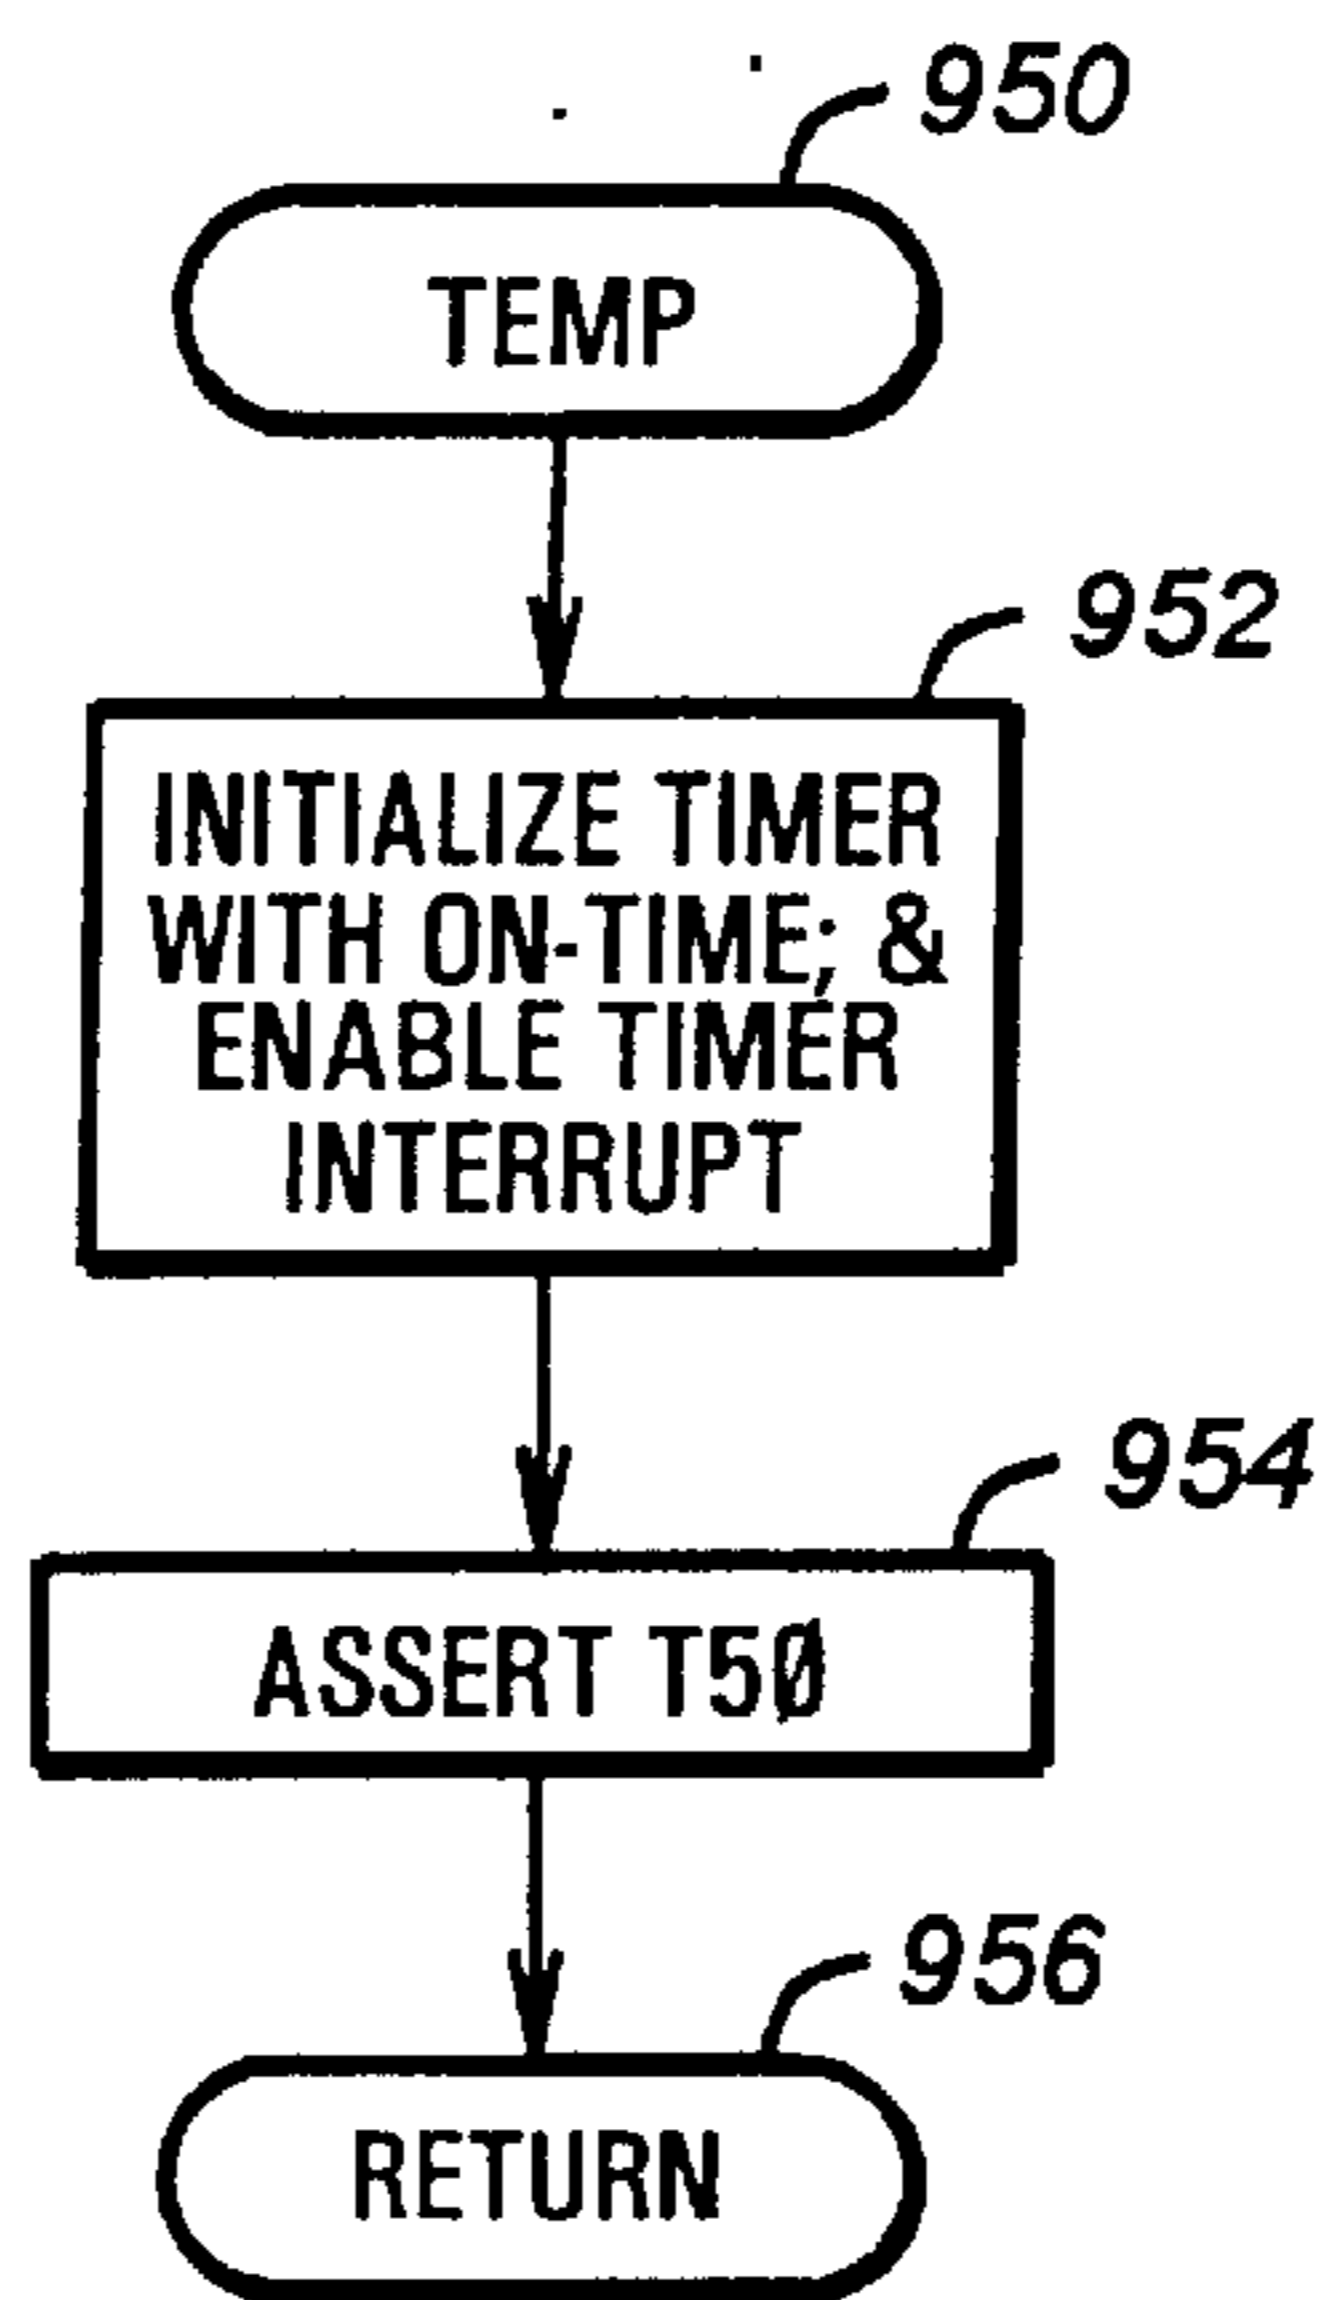 950
TEMP
952
INITIALIZE TIMER
WITH ON-TIME; &
ENABLE TIMER
INTERRUPT
954
ASSERT T5Ø
956
RETURN